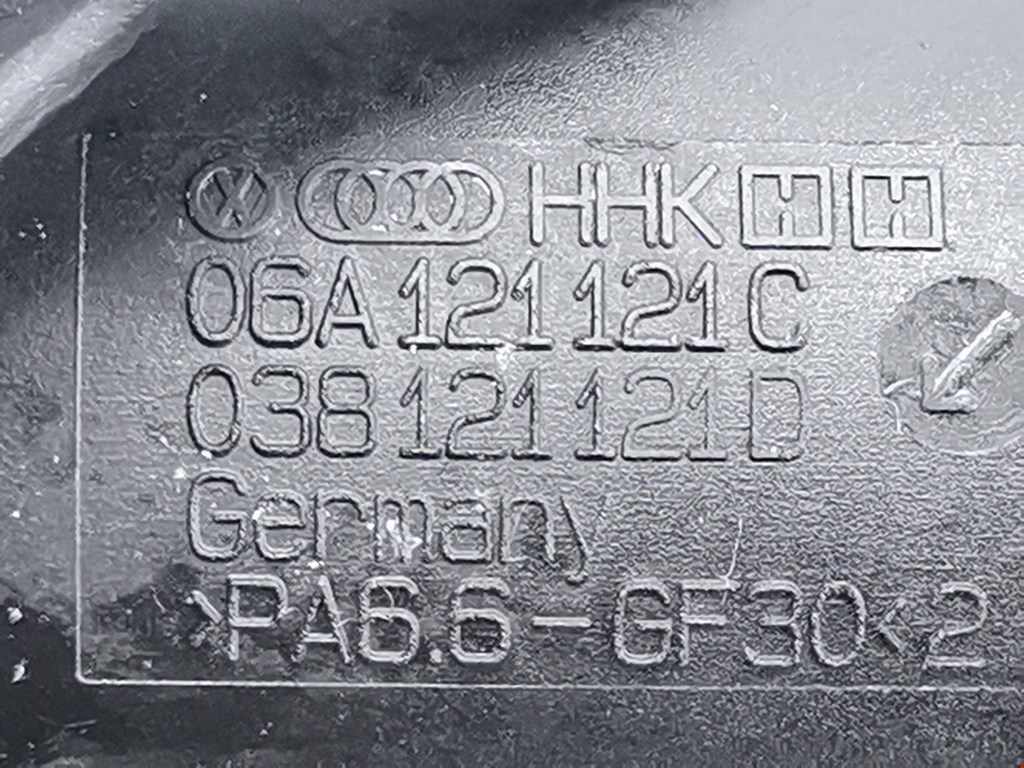 HHK
06A 121 121 C
038 121 121 D
Germany
>PA6.6-GF30< 2